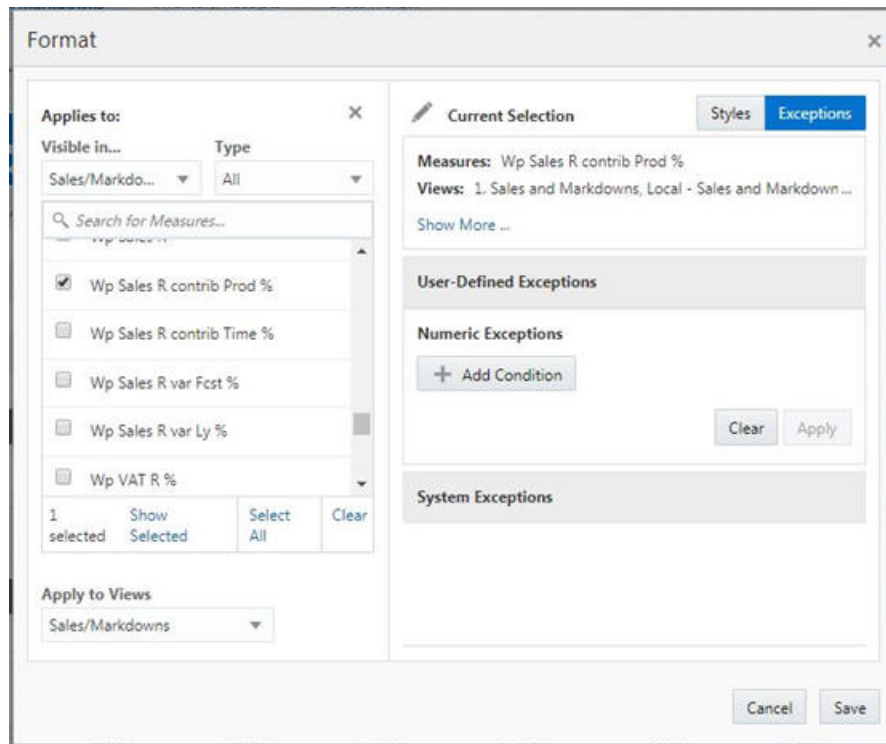 Format
Applies to:
Visible in...
Type
Sales/Markdo...
All
Search for Measures...
Wp Sales R contrib Prod %
Wp Sales R contrib Time %
Wp Sales R var Fcst %
Wp Sales R var Ly %
Wp VAT R %
1 selected
Show Selected
Select All
Clear
Apply to Views
Sales/Markdowns
Current Selection
Styles
Exceptions
Measures: Wp Sales R contrib Prod %
Views: 1. Sales and Markdowns, Local - Sales and Markdown ...
Show More ...
User-Defined Exceptions
Numeric Exceptions
Add Condition
Clear
Apply
System Exceptions
Cancel
Save